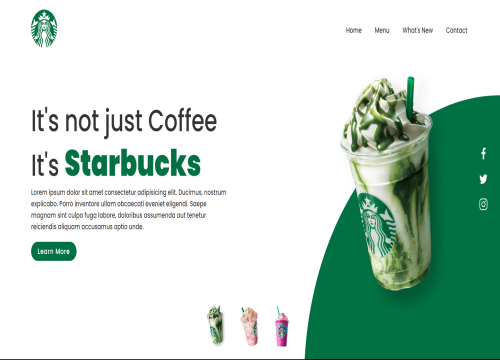 Home Menu What's New Contact
It's not just Coffee
It's Starbucks
Lorem ipsum dolor sit amet consectetur adipisicing elit. Ducimus, nostrum
explicabo. Porro inventore ullam obcaecati eveniet eligendi. Saepe
magnam sint culpa fuga labore, doloribus assumenda aut tenetur
reiciendis aliquam accusamus optio unde.
Learn More